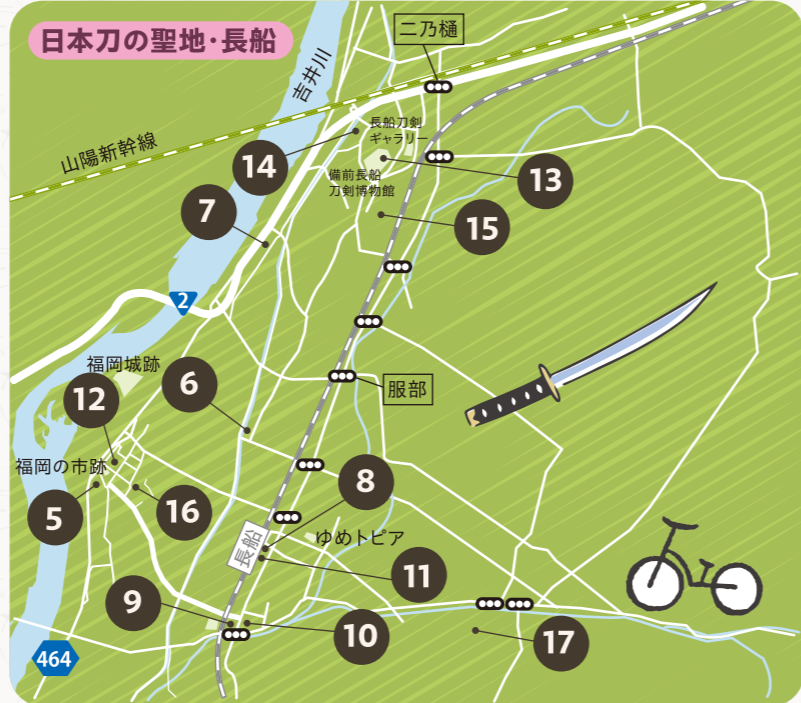 日本刀の聖地・長船
二乃樋
吉井川
山陽新幹線
長船刀剣
ギャラリー
14
備前長船
刀剣博物館
13
7
15
2
福岡城跡
6
服部
12
福岡の市跡
8
5
16
長船
ゆめトピア
11
9
10
17
464